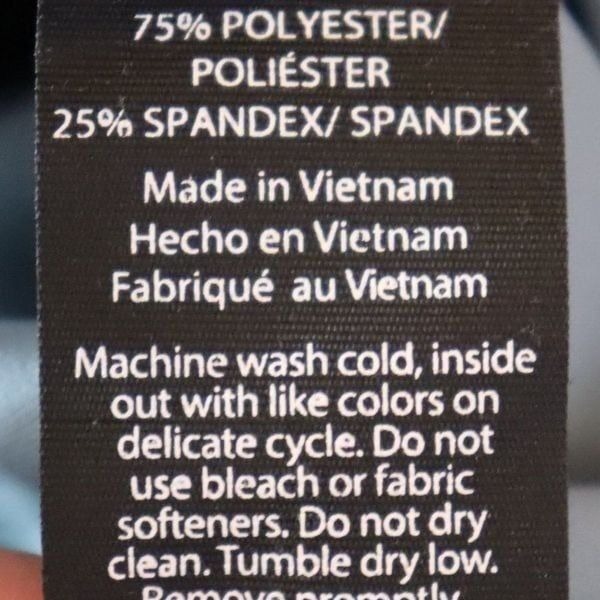 75% POLYESTER/
POLIÉSTER
25% SPANDEX/ SPANDEX
Made in Vietnam
Hecho en Vietnam
Fabriqué au Vietnam
Machine wash cold, inside
out with like colors on
delicate cycle. Do not
use bleach or fabric
softeners. Do not dry
clean. Tumble dry low.
Remove promptly